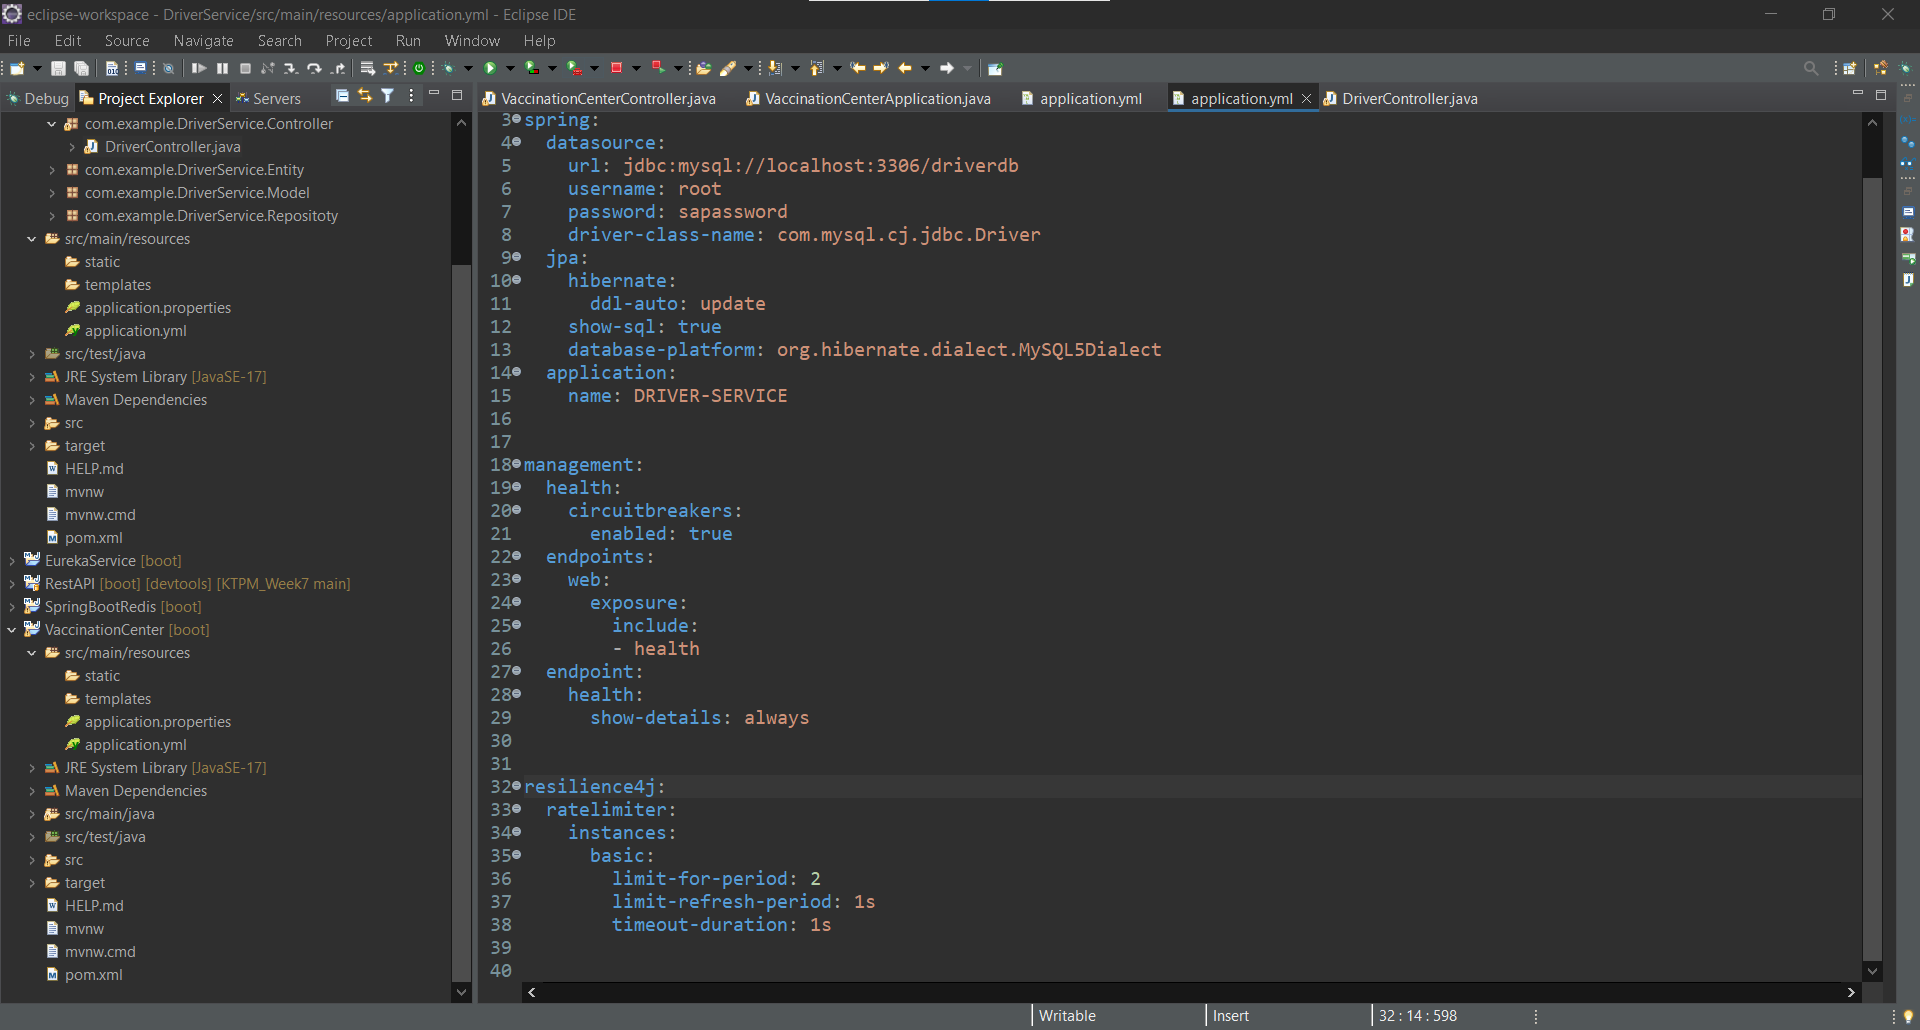 eclipse-workspace - DriverService/src/main/resources/application.yml - Eclipse IDE
File Edit Source Navigate Search Project Run Window Help
Debug Project Explorer Servers
VaccinationCenterController.java VaccinationCenterApplication.java application.yml application.yml DriverController.java
com.example.DriverService.Controller
DriverController.java
com.example.DriverService.Entity
com.example.DriverService.Model
com.example.DriverService.Repositoty
src/main/resources
static
templates
application.properties
application.yml
src/test/java
JRE System Library [JavaSE-17]
Maven Dependencies
src
target
HELP.md
mvnw
mvnw.cmd
pom.xml
EurekaService [boot]
RestAPI [boot] [devtools] [KTPM_Week7 main]
SpringBootRedis [boot]
VaccinationCenter [boot]
src/main/resources
static
templates
application.properties
application.yml
JRE System Library [JavaSE-17]
Maven Dependencies
src/main/java
src/test/java
src
target
HELP.md
mvnw
mvnw.cmd
pom.xml
3 spring:
4 datasource:
5 url: jdbc:mysql://localhost:3306/driverdb
6 username: root
7 password: sapassword
8 driver-class-name: com.mysql.cj.jdbc.Driver
9 jpa:
10 hibernate:
11 ddl-auto: update
12 show-sql: true
13 database-platform: org.hibernate.dialect.MySQL5Dialect
14 application:
15 name: DRIVER-SERVICE
16
17
18 management:
19 health:
20 circuitbreakers:
21 enabled: true
22 endpoints:
23 web:
24 exposure:
25 include:
26 - health
27 endpoint:
28 health:
29 show-details: always
30
31
32 resilience4j:
33 ratelimiter:
34 instances:
35 basic:
36 limit-for-period: 2
37 limit-refresh-period: 1s
38 timeout-duration: 1s
39
40
Writable Insert 32 : 14 : 598